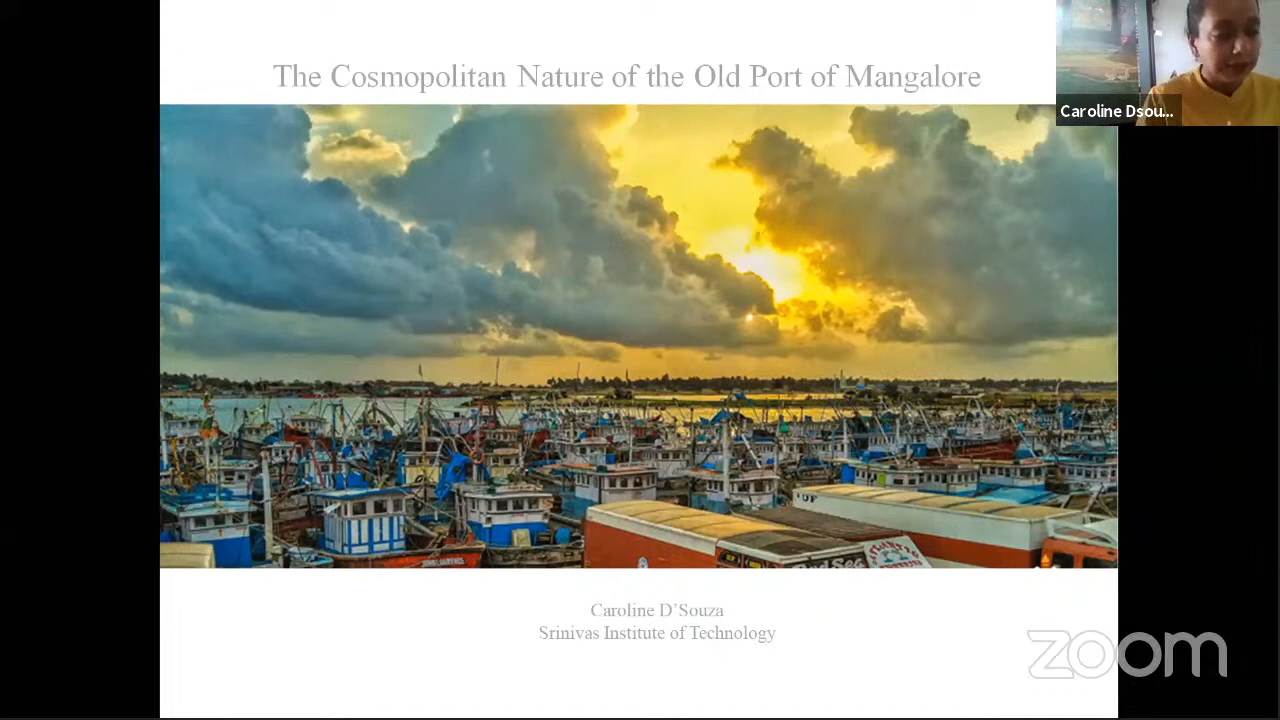 The Cosmopolitan Nature of the Old Port of Mangalore
Caroline Dsou...
Caroline D’Souza
Srinivas Institute of Technology
zoom